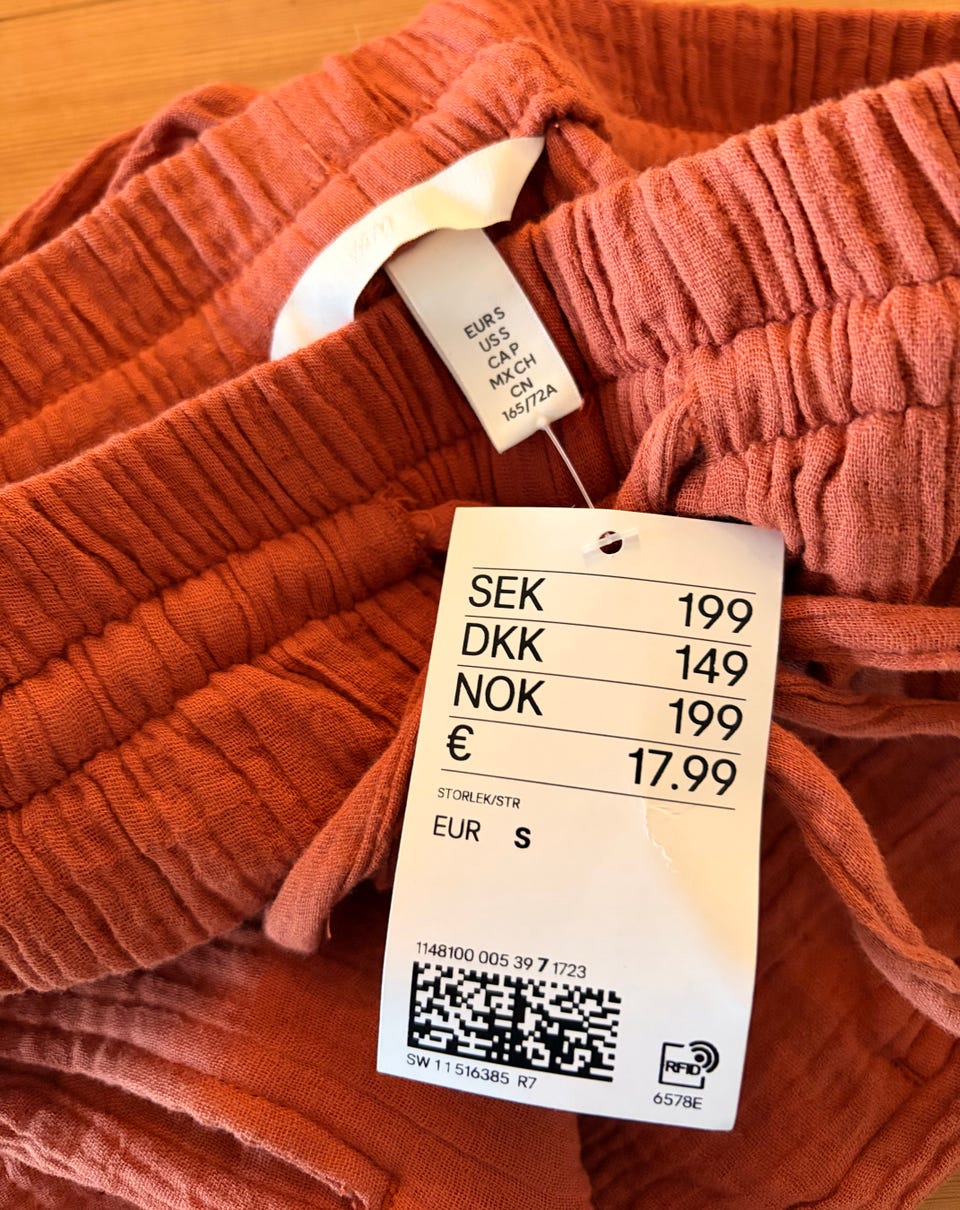 H&M
EUR S
US S
CA P
MX CH
CN
165/72A
SEK 199
DKK 149
NOK 199
€ 17.99
STORLEK/STR
EUR S
1148100 005 39 7 1723
SW 11 516385 R7
RFID
6578E